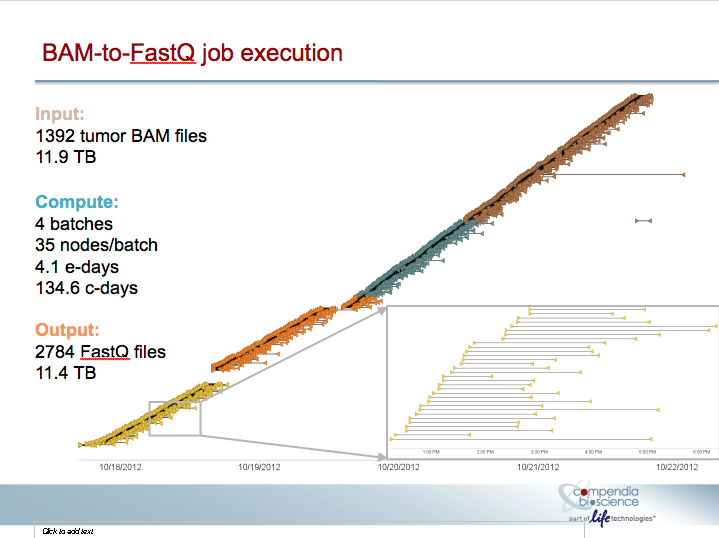 BAM-to-FastQ job execution
Input:
1392 tumor BAM files
11.9 TB
Compute:
4 batches
35 nodes/batch
4.1 e-days
134.6 c-days
Output:
2784 FastQ files
11.4 TB
1:00 PM 2:00 PM 3:00 PM 4:00 PM 5:00 PM 6:00 PM
10/18/2012 10/19/2012 10/20/2012 10/21/2012 10/22/2012
compendia
bioscience
part of life technologies™
Click to add text